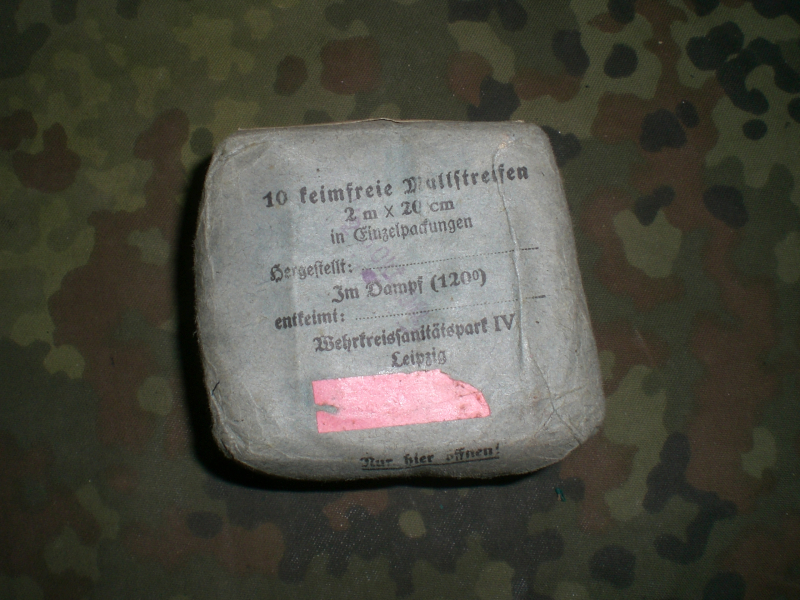 10 keimfreie Mullstreifen
2 m x 20 cm
in Einzelpackungen
Hergestellt:
Im Dampf (120°)
entkeimt:
Wehrkreissanitätspark IV
Leipzig
Nur hier öffnen!